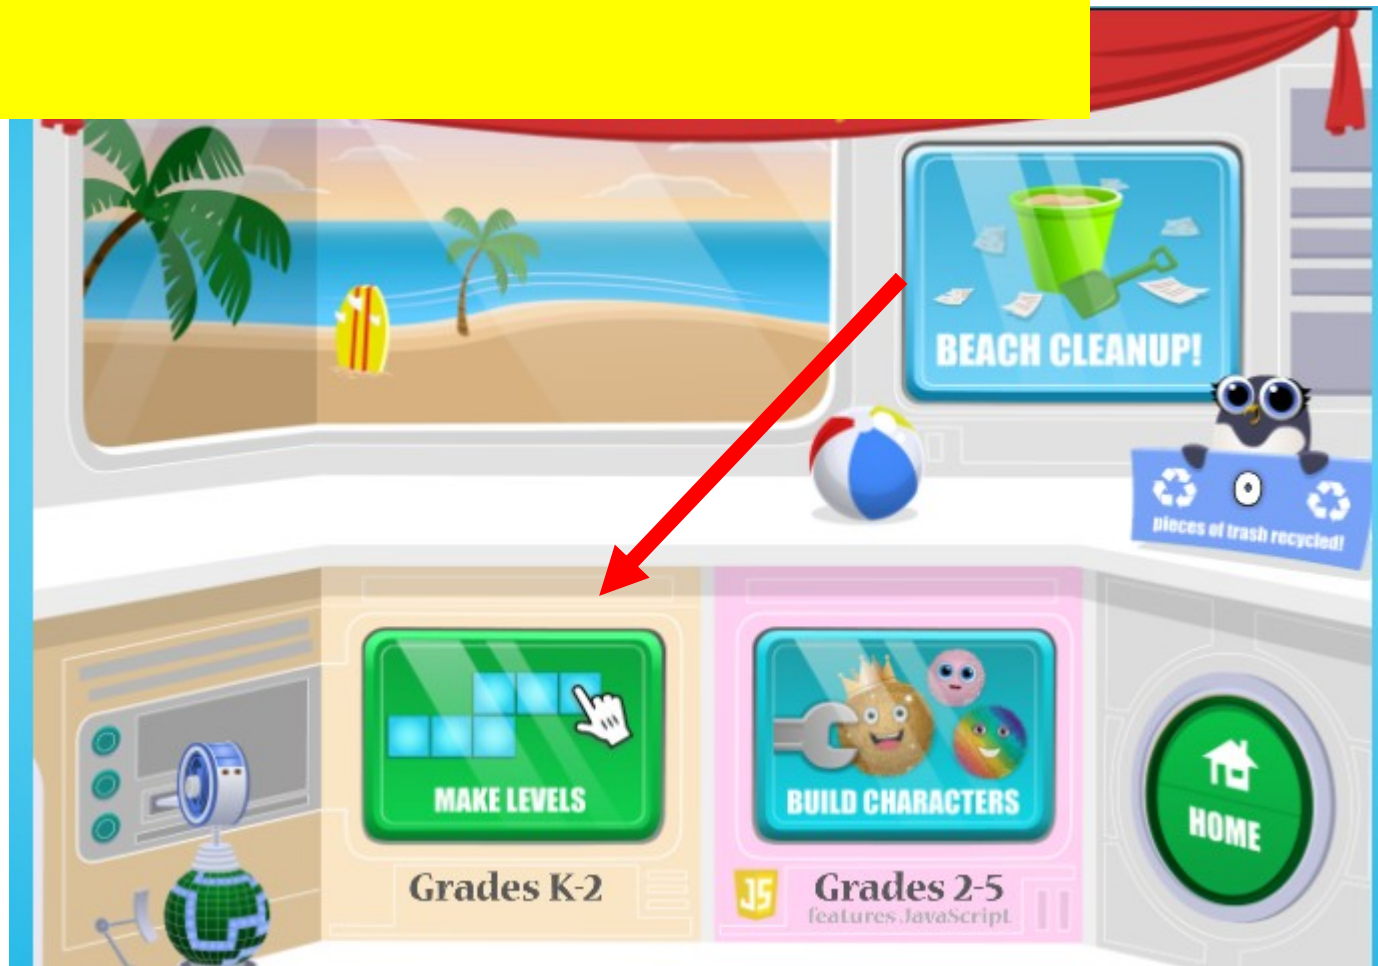 BEACH CLEANUP!
0
pieces of trash recycled!
MAKE LEVELS
BUILD CHARACTERS
HOME
Grades K-2
JS
Grades 2-5
features JavaScript